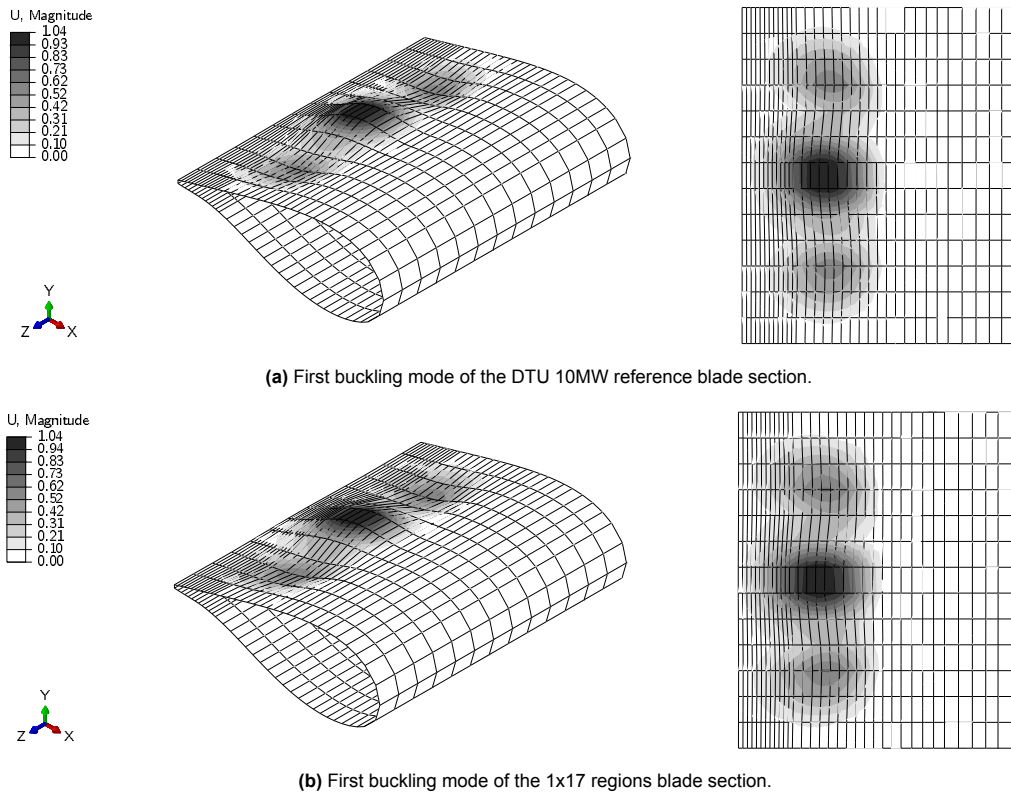 U, Magnitude
1.04
0.93
0.83
0.73
0.62
0.52
0.42
0.31
0.21
0.10
0.00
Y
Z
X
(a) First buckling mode of the DTU 10MW reference blade section.
U, Magnitude
1.04
0.94
0.83
0.73
0.62
0.52
0.42
0.31
0.21
0.10
0.00
Y
Z
X
(b) First buckling mode of the 1x17 regions blade section.